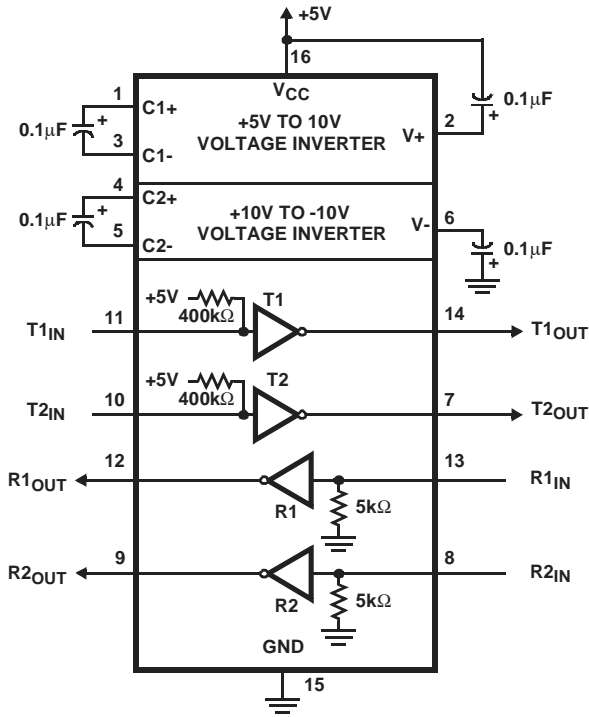 +5V
16
1
C1+
VCC
+5V TO 10V
VOLTAGE INVERTER
0.1µF
+
3
C1-
V+
2
0.1µF
+
4
C2+
+10V TO -10V
VOLTAGE INVERTER
0.1µF
+
5
C2-
V-
6
0.1µF
+
+5V
400kΩ
T1
T1IN
11
14
T1OUT
+5V
400kΩ
T2
T2IN
10
7
T2OUT
R1OUT
12
R1
5kΩ
13
R1IN
R2OUT
9
R2
5kΩ
8
R2IN
GND
15